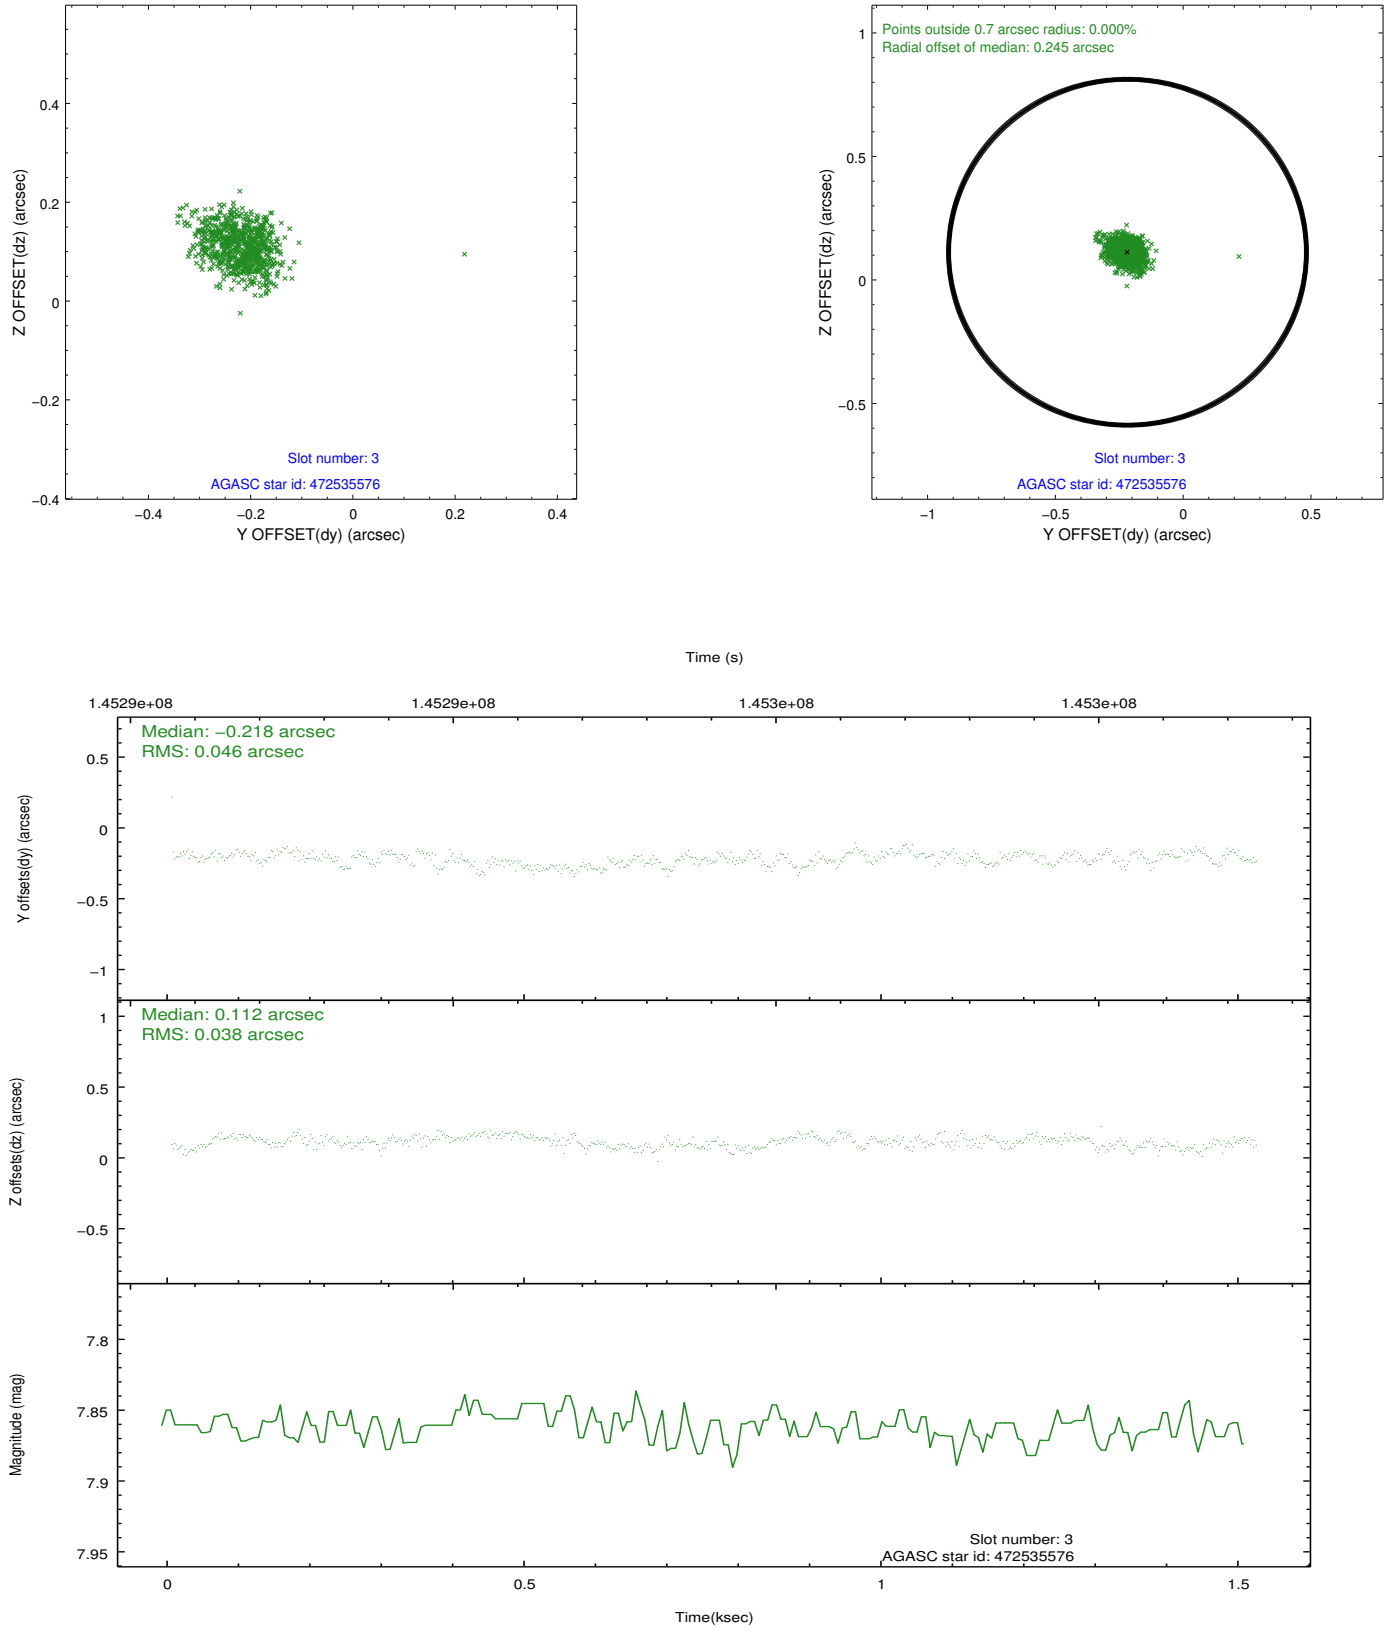 0.4
0.2
0
−0.2
−0.4
Z OFFSET(dz) (arcsec)
Slot number: 3
AGASC star id: 472535576
−0.4
−0.2
0
0.2
0.4
Y OFFSET(dy) (arcsec)
Points outside 0.7 arcsec radius: 0.000%
Radial offset of median: 0.245 arcsec
1
0.5
0
−0.5
Z OFFSET(dz) (arcsec)
Slot number: 3
AGASC star id: 472535576
−1
−0.5
0
0.5
Y OFFSET(dy) (arcsec)
Time (s)
1.4529e+08
1.4529e+08
1.453e+08
1.453e+08
Median: −0.218 arcsec
RMS: 0.046 arcsec
0.5
0
−0.5
−1
Y offsets(dy) (arcsec)
Median: 0.112 arcsec
RMS: 0.038 arcsec
1
0.5
0
−0.5
Z offsets(dz) (arcsec)
7.8
7.85
7.9
7.95
Magnitude (mag)
Slot number: 3
AGASC star id: 472535576
0
0.5
1
1.5
Time(ksec)